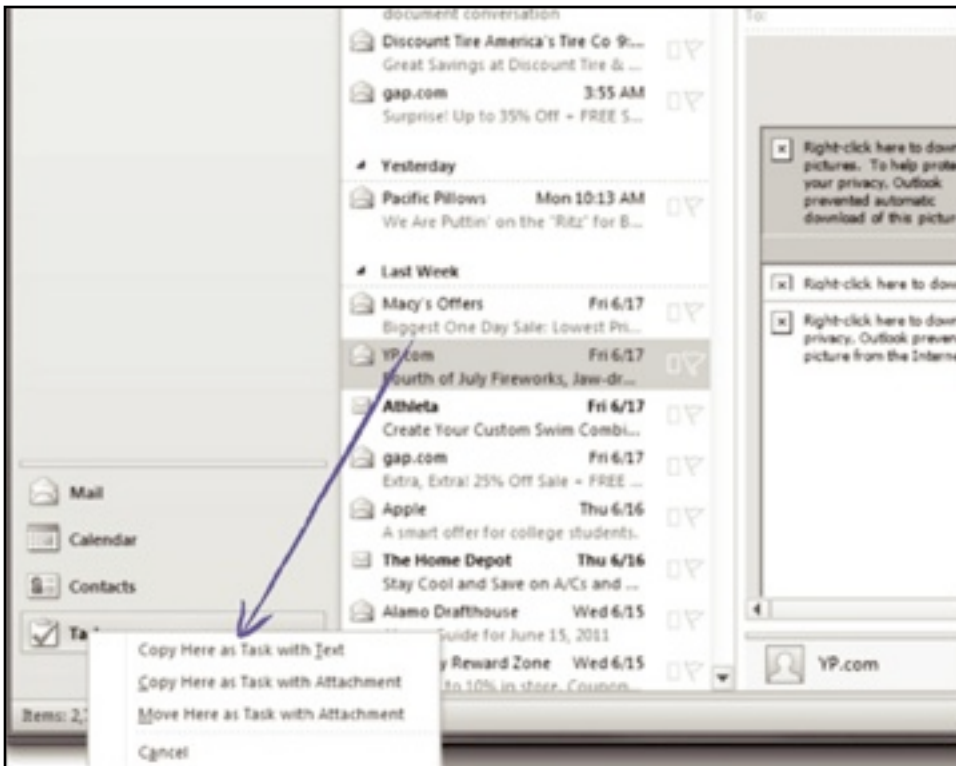 document conversation
Discount Tire America's Tire Co 9:...
Great Savings at Discount Tire & ...
gap.com 3:55 AM
Surprise! Up to 35% Off + FREE S...
Yesterday
Pacific Pillows Mon 10:13 AM
We Are Puttin' on the "Ritz" for B...
Last Week
Macy's Offers Fri 6/17
Biggest One Day Sale: Lowest Pri...
YP.com Fri 6/17
Fourth of July Fireworks, Jaw-dr...
Athleta Fri 6/17
Create Your Custom Swim Combi...
gap.com Fri 6/17
Extra, Extra! 25% Off Sale + FREE ...
Apple Thu 6/16
A smart offer for college students.
The Home Depot Thu 6/16
Stay Cool and Save on A/Cs and ...
Alamo Drafthouse Wed 6/15
Guide for June 15, 2011
y Reward Zone Wed 6/15
to 10% in store. Coupon...
Mail
Calendar
Contacts
Ta
Copy Here as Task with Text
Copy Here as Task with Attachment
Move Here as Task with Attachment
Cancel
Items: 2,
To:
Right-click here to down
pictures. To help prote
your privacy, Outlook
prevented automatic
download of this pictur
Right-click here to dow
Right-click here to down
privacy, Outlook preven
picture from the Interne
YP.com